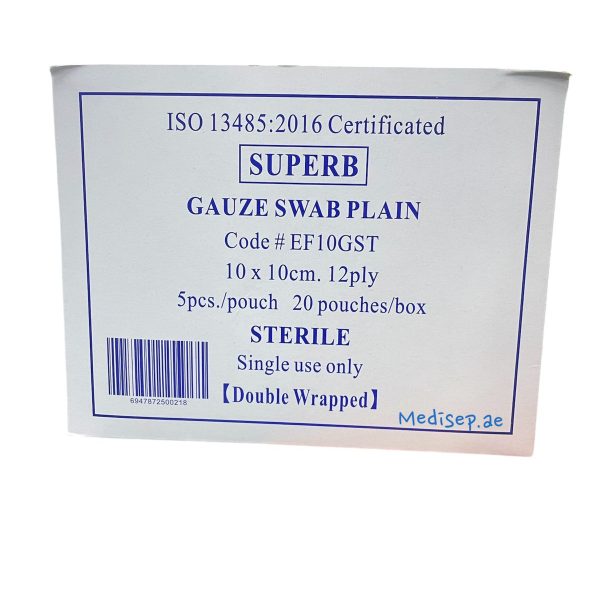 ISO 13485:2016 Certificated
SUPERB
GAUZE SWAB PLAIN
Code # EF10GST
10 x 10cm. 12ply
5pcs./pouch 20 pouches/box
STERILE
Single use only
【Double Wrapped】
6947872500218
Medisep.ae